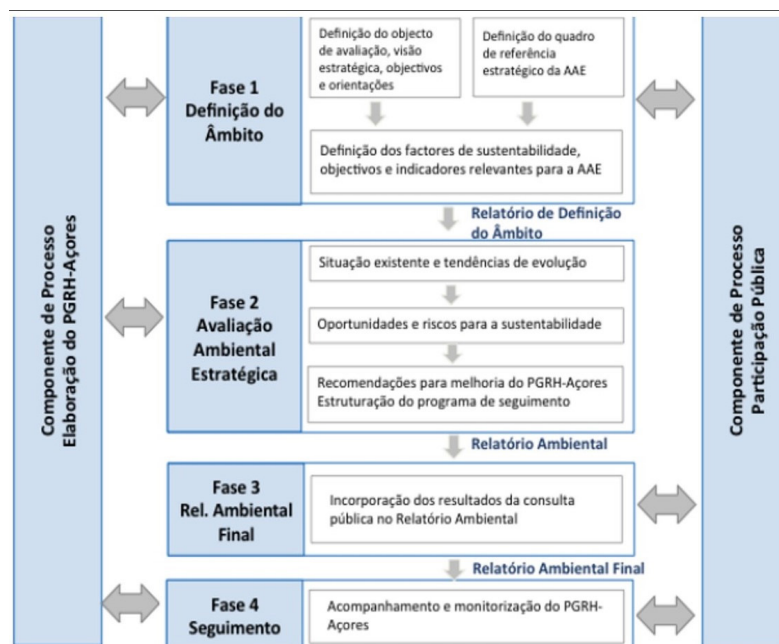 Componente de Processo
Elaboração do PGRH-Açores
Fase 1
Definição do
Âmbito
Definição do objecto
de avaliação, visão
estratégica, objectivos
e orientações
Definição do quadro
de referência
estratégico da AAE
Definição dos factores de sustentabilidade,
objectivos e indicadores relevantes para a AAE
Relatório de Definição
do Âmbito
Fase 2
Avaliação
Ambiental
Estratégica
Situação existente e tendências de evolução
Oportunidades e riscos para a sustentabilidade
Recomendações para melhoria do PGRH-Açores
Estruturação do programa de seguimento
Relatório Ambiental
Fase 3
Rel. Ambiental
Final
Incorporação dos resultados da consulta
pública no Relatório Ambiental
Relatório Ambiental Final
Fase 4
Seguimento
Acompanhamento e monitorização do PGRH-
Açores
Componente de Processo
Participação Pública